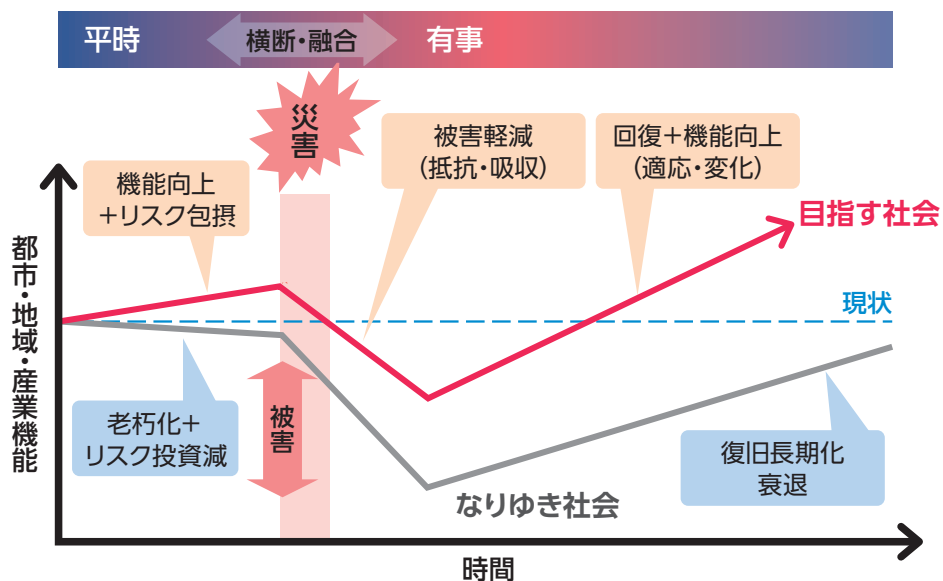 平時
横断・融合
有事
災害
機能向上
＋リスク包摂
被害軽減
(抵抗・吸収)
回復＋機能向上
(適応・変化)
目指す社会
現状
都市・地域・産業機能
老朽化＋
リスク投資減
被害
なりゆき社会
復旧長期化
衰退
時間